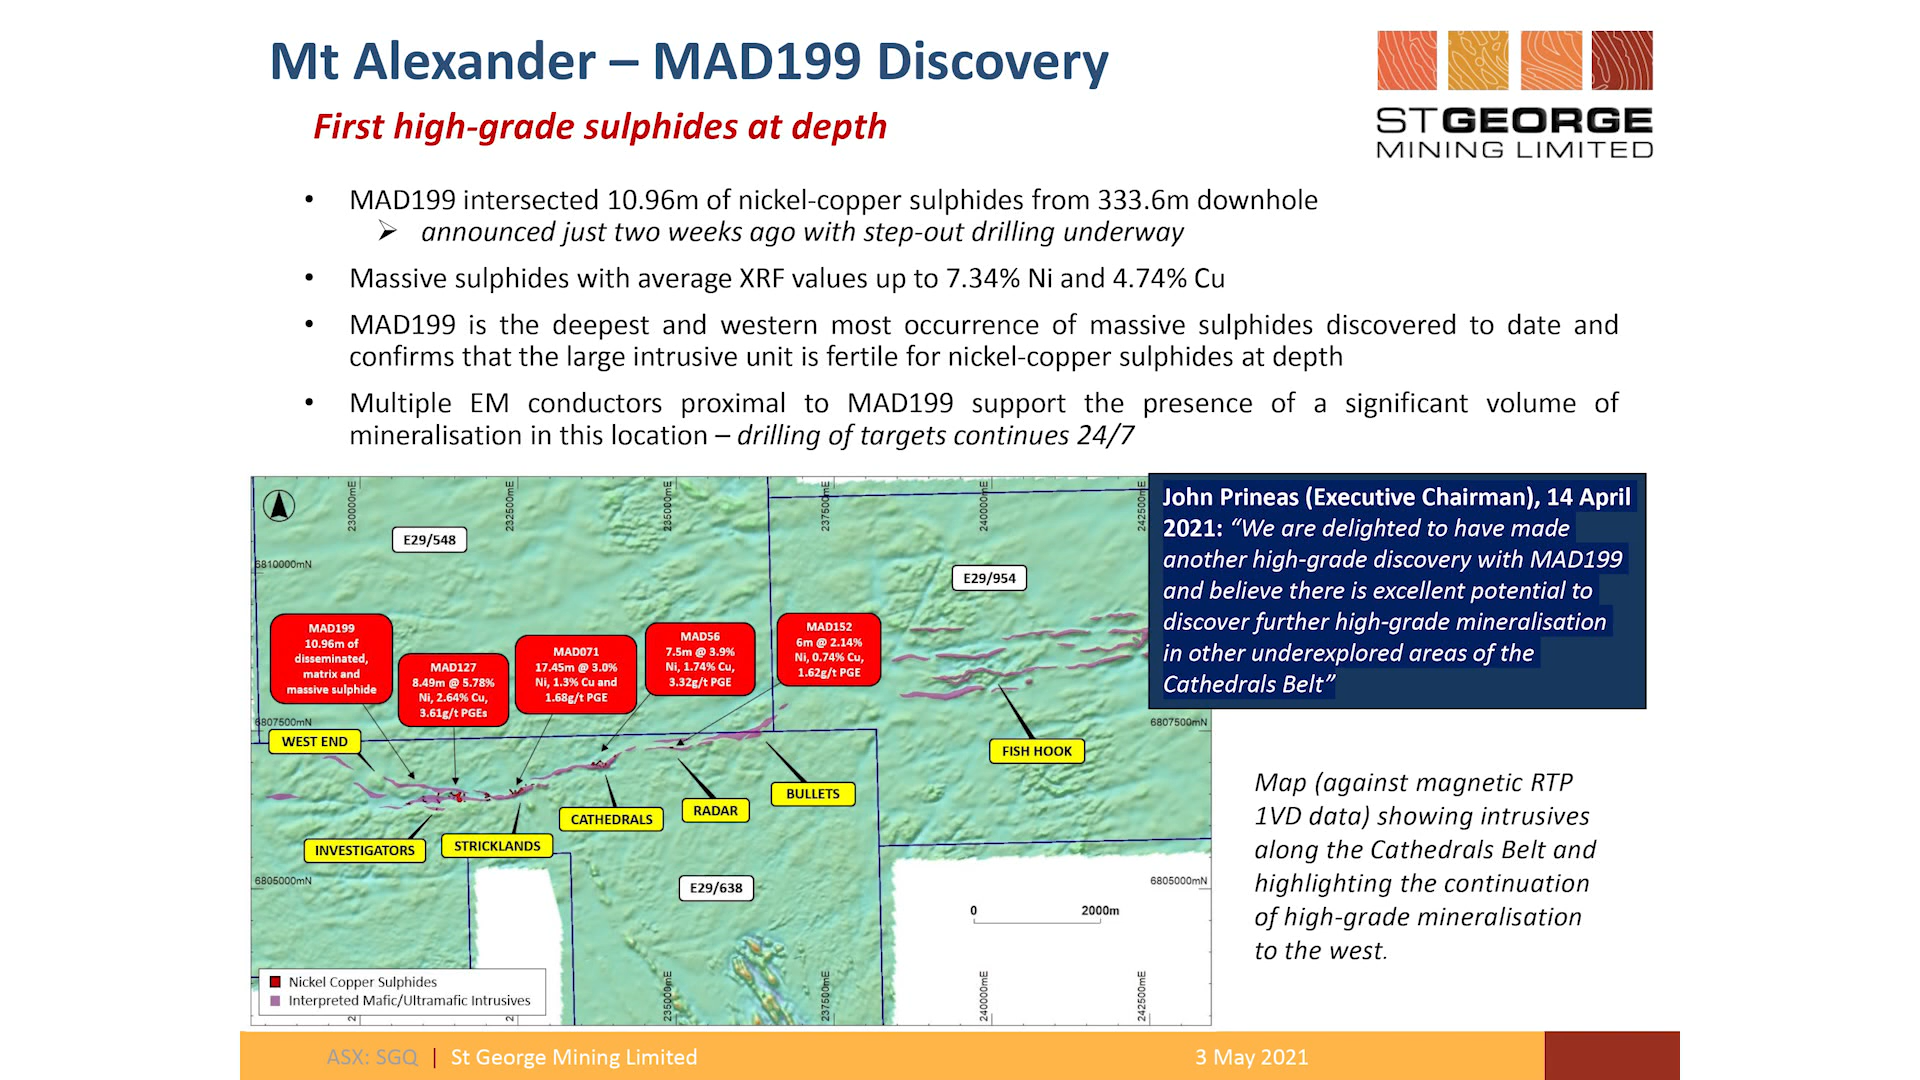 Mt Alexander – MAD199 Discovery
First high-grade sulphides at depth
STGEORGE
MINING LIMITED
• MAD199 intersected 10.96m of nickel-copper sulphides from 333.6m downhole
➢ announced just two weeks ago with step-out drilling underway
• Massive sulphides with average XRF values up to 7.34% Ni and 4.74% Cu
• MAD199 is the deepest and western most occurrence of massive sulphides discovered to date and
confirms that the large intrusive unit is fertile for nickel-copper sulphides at depth
• Multiple EM conductors proximal to MAD199 support the presence of a significant volume of
mineralisation in this location – drilling of targets continues 24/7
230000mE
232500mE
235000mE
237500mE
240000mE
242500mE
E29/548
6810000mN
E29/954
MAD199
10.96m of
disseminated,
matrix and
massive sulphide
MAD127
8.49m @ 5.78%
Ni, 2.64% Cu,
3.61g/t PGEs
MAD071
17.45m @ 3.0%
Ni, 1.3% Cu and
1.68g/t PGE
MAD56
7.5m @ 3.9%
Ni, 1.74% Cu,
3.32g/t PGE
MAD152
6m @ 2.14%
Ni, 0.74% Cu,
1.62g/t PGE
6807500mN
6807500mN
WEST END
FISH HOOK
BULLETS
RADAR
CATHEDRALS
STRICKLANDS
INVESTIGATORS
6805000mN
6805000mN
E29/638
0 2000m
Nickel Copper Sulphides
Interpreted Mafic/Ultramafic Intrusives
235000mE
237500mE
240000mE
242500mE
John Prineas (Executive Chairman), 14 April
2021: “We are delighted to have made
another high-grade discovery with MAD199
and believe there is excellent potential to
discover further high-grade mineralisation
in other underexplored areas of the
Cathedrals Belt”
Map (against magnetic RTP
1VD data) showing intrusives
along the Cathedrals Belt and
highlighting the continuation
of high-grade mineralisation
to the west.
ASX: SGQ | St George Mining Limited
3 May 2021